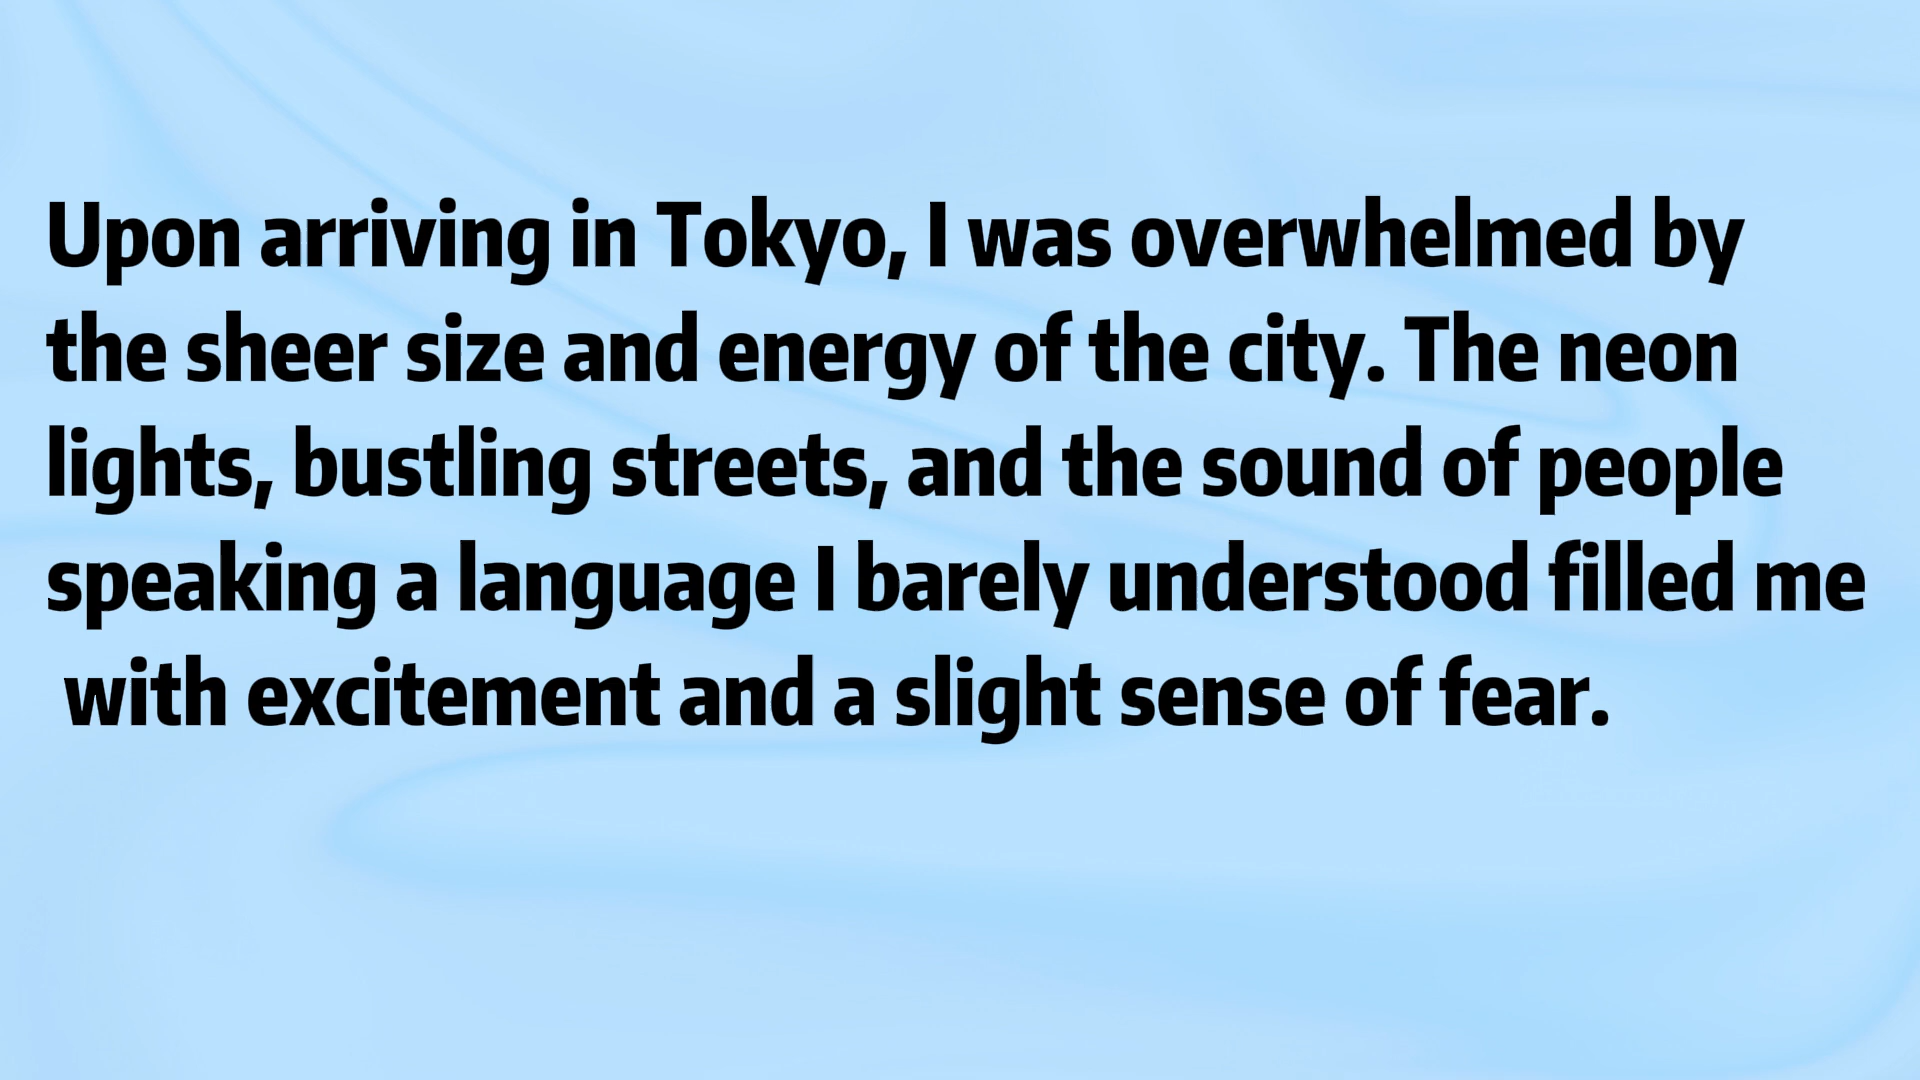 Upon arriving in Tokyo, I was overwhelmed by
the sheer size and energy of the city. The neon
lights, bustling streets, and the sound of people
speaking a language I barely understood filled me
with excitement and a slight sense of fear.